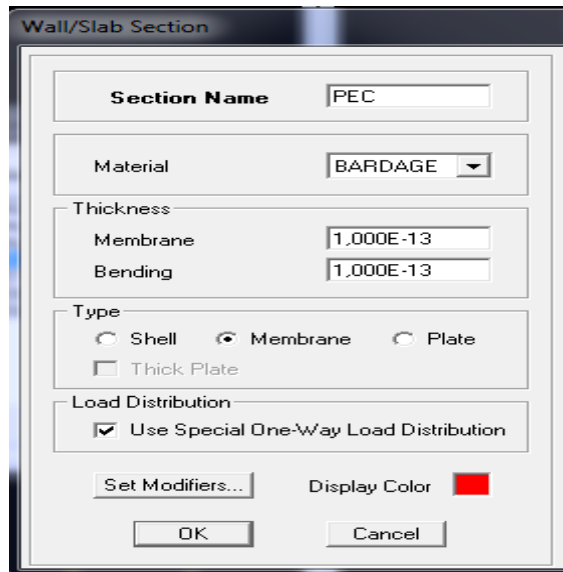 Wall/Slab Section
Section Name PEC
Material BARDAGE
Thickness
Membrane 1,000E-13
Bending 1,000E-13
Type
Shell Membrane Plate
Thick Plate
Load Distribution
Use Special One-Way Load Distribution
Set Modifiers... Display Color
OK Cancel